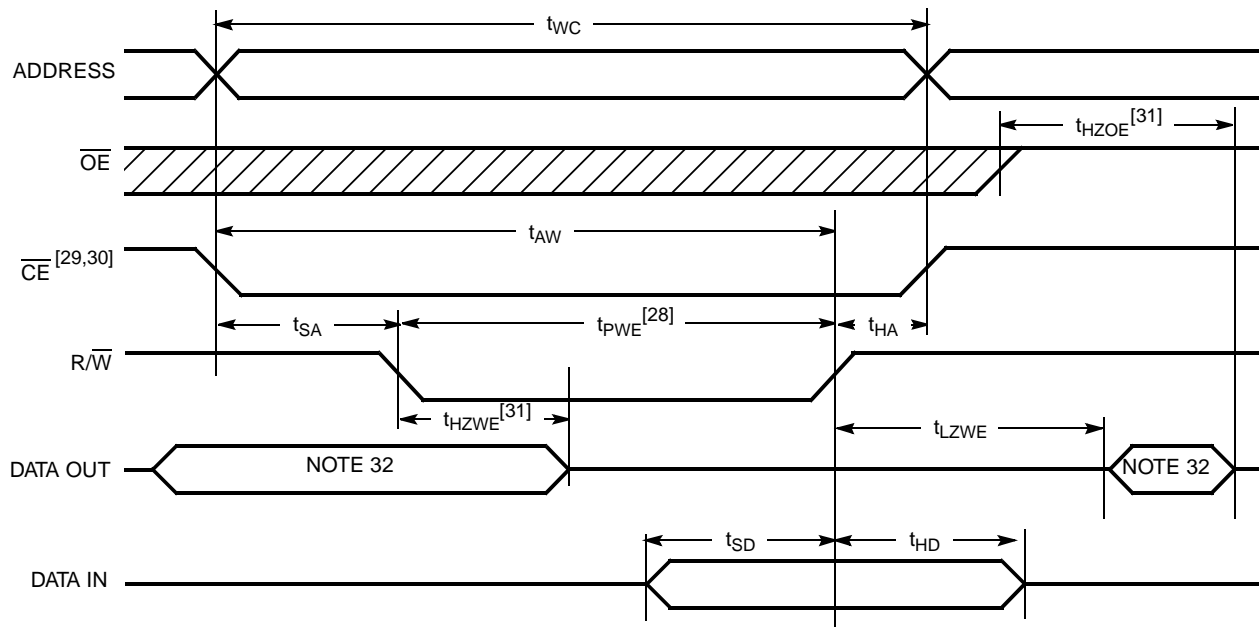 tWC
ADDRESS
tHZOE[31]
OE
tAW
CE [29,30]
tSA
tPWE[28]
tHA
R/W
tHZWE[31]
tLZWE
DATA OUT
NOTE 32
NOTE 32
tSD
tHD
DATA IN